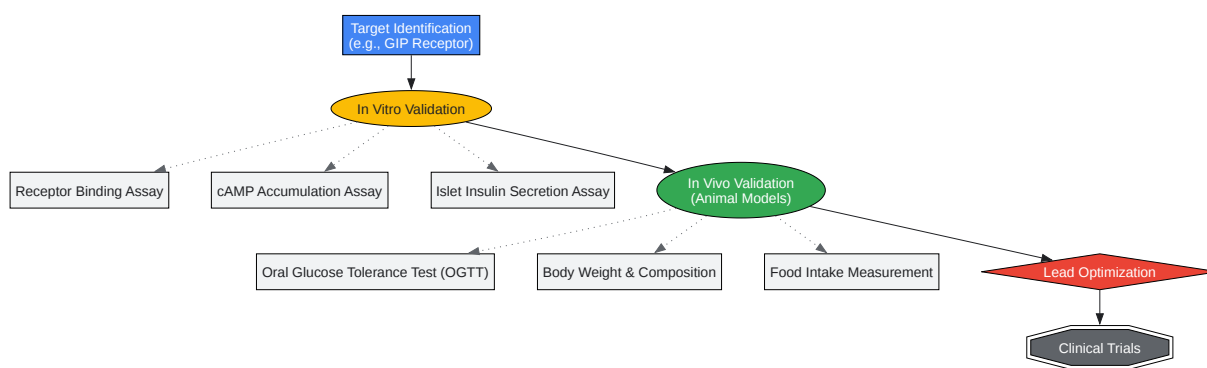 Target Identification
(e.g., GIP Receptor)
In Vitro Validation
Receptor Binding Assay
cAMP Accumulation Assay
Islet Insulin Secretion Assay
In Vivo Validation
(Animal Models)
Oral Glucose Tolerance Test (OGTT)
Body Weight & Composition
Food Intake Measurement
Lead Optimization
Clinical Trials